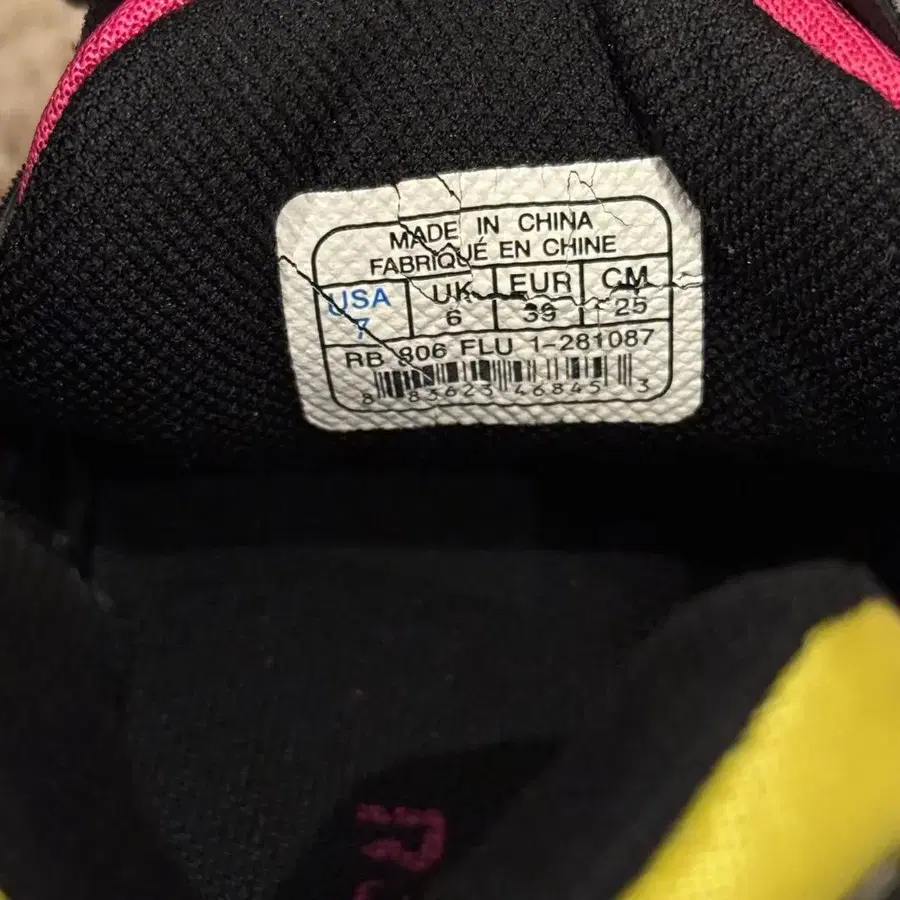 MADE IN CHINA
FABRIQUÉ EN CHINE
USA UK EUR CM
7 6 39 25
RB 806 FLU 1-281087
8 83623 46845 3